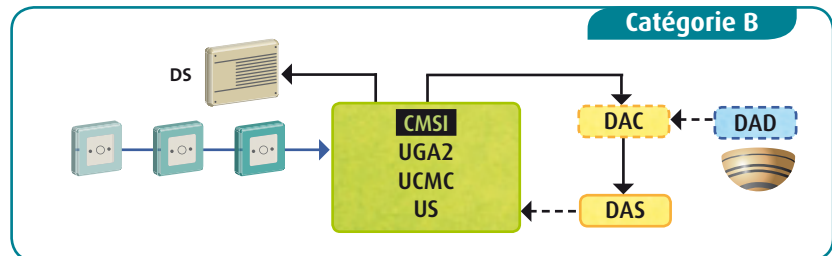 Catégorie B
DS
CMSI
UGA2
UCMC
US
DAC
DAD
DAS